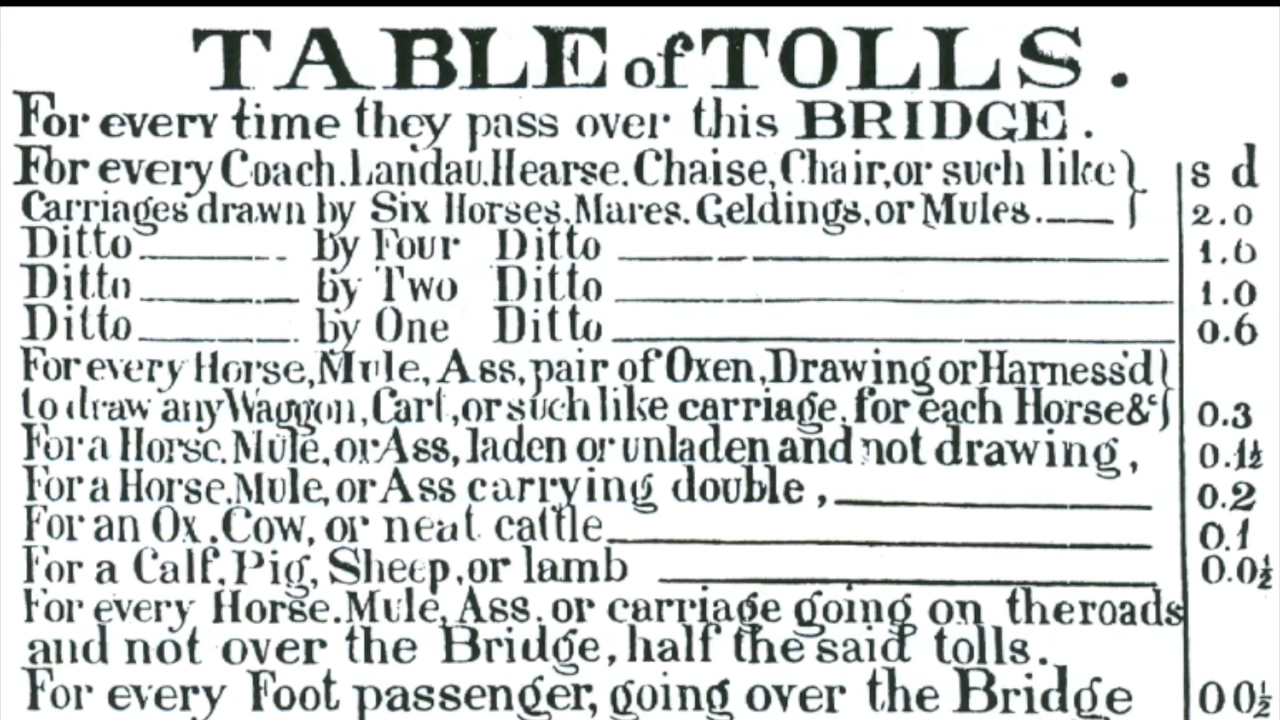 TABLE of TOLLS.
For every time they pass over this BRIDGE.
For every Coach. Landau. Hearse. Chaise, Chair, or such like } s d
Carriages drawn by Six Horses. Mares. Geldings, or Mules. 2.0
Ditto by Four Ditto 1.6
Ditto by Two Ditto 1.0
Ditto by One Ditto 0.6
For every Horse, Mule, Ass, pair of Oxen, Drawing or Harness'd
to draw any Waggon, Cart, or such like carriage, for each Horse &c 0.3
For a Horse. Mule, or Ass, laden or unladen and not drawing, 0.1½
For a Horse. Mule, or Ass carrying double, 0.2
For an Ox. Cow, or neat cattle 0.1
For a Calf, Pig, Sheep, or lamb 0.0½
For every Horse. Mule, Ass. or carriage going on the roads
and not over the Bridge, half the said tolls.
For every Foot passenger, going over the Bridge 0 0½